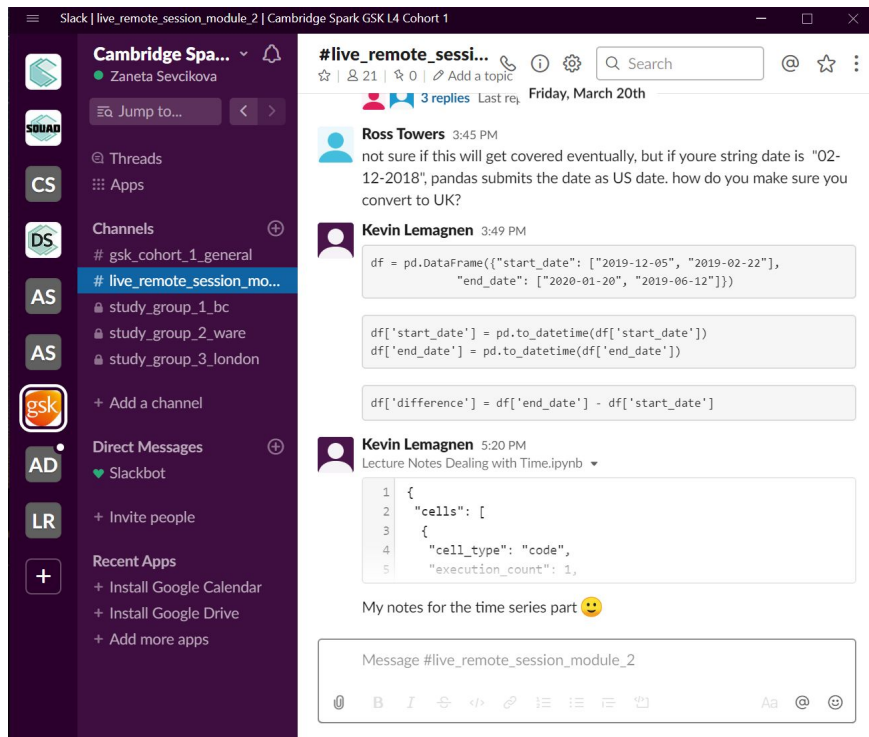 Slack | live_remote_session_module_2 | Cambridge Spark GSK L4 Cohort 1
Cambridge Spa...
Zaneta Sevcikova
Jump to...
Threads
Apps
Channels
# gsk_cohort_1_general
# live_remote_session_mo...
study_group_1_bc
study_group_2_ware
study_group_3_london
+ Add a channel
Direct Messages
Slackbot
+ Invite people
Recent Apps
+ Install Google Calendar
+ Install Google Drive
+ Add more apps
SQUAD
CS
DS
AS
AS
gsk
AD
LR
+
#live_remote_sessi...
21 | 0 | Add a topic
Search
3 replies Last
Friday, March 20th
Ross Towers 3:45 PM
not sure if this will get covered eventually, but if youre string date is "02-
12-2018", pandas submits the date as US date. how do you make sure you
convert to UK?
Kevin Lemagnen 3:49 PM
df = pd.DataFrame({"start_date": ["2019-12-05", "2019-02-22"],
"end_date": ["2020-01-20", "2019-06-12"]})
df['start_date'] = pd.to_datetime(df['start_date'])
df['end_date'] = pd.to_datetime(df['end_date'])
df['difference'] = df['end_date'] - df['start_date']
Kevin Lemagnen 5:20 PM
Lecture Notes Dealing with Time.ipynb
1 {
2 "cells": [
3 {
4 "cell_type": "code",
5 "execution_count": 1,
My notes for the time series part 🙂
Message #live_remote_session_module_2
B I S </> Aa @